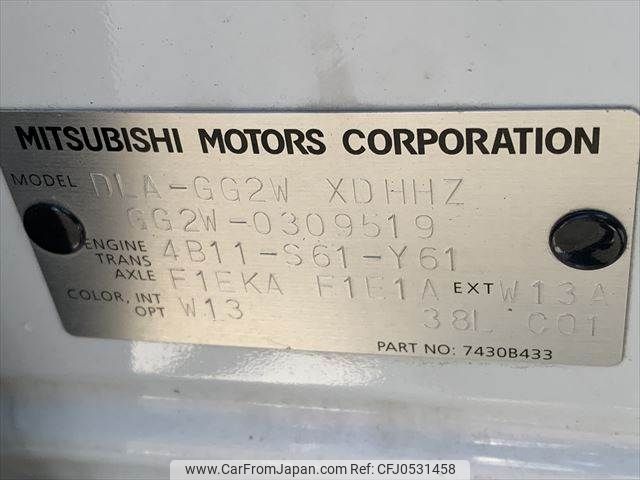 MITSUBISHI MOTORS CORPORATION
MODEL DLA-GG2W XDHHZ
GG2W-0309519
ENGINE 4B11-S61-Y61
TRANS
AXLE F1EKA F1E1A EXT W13A
COLOR, INT W13
OPT 38L C01
PART NO: 7430B433
www.CarFromJapan.com - Ref No. CFJ0531458